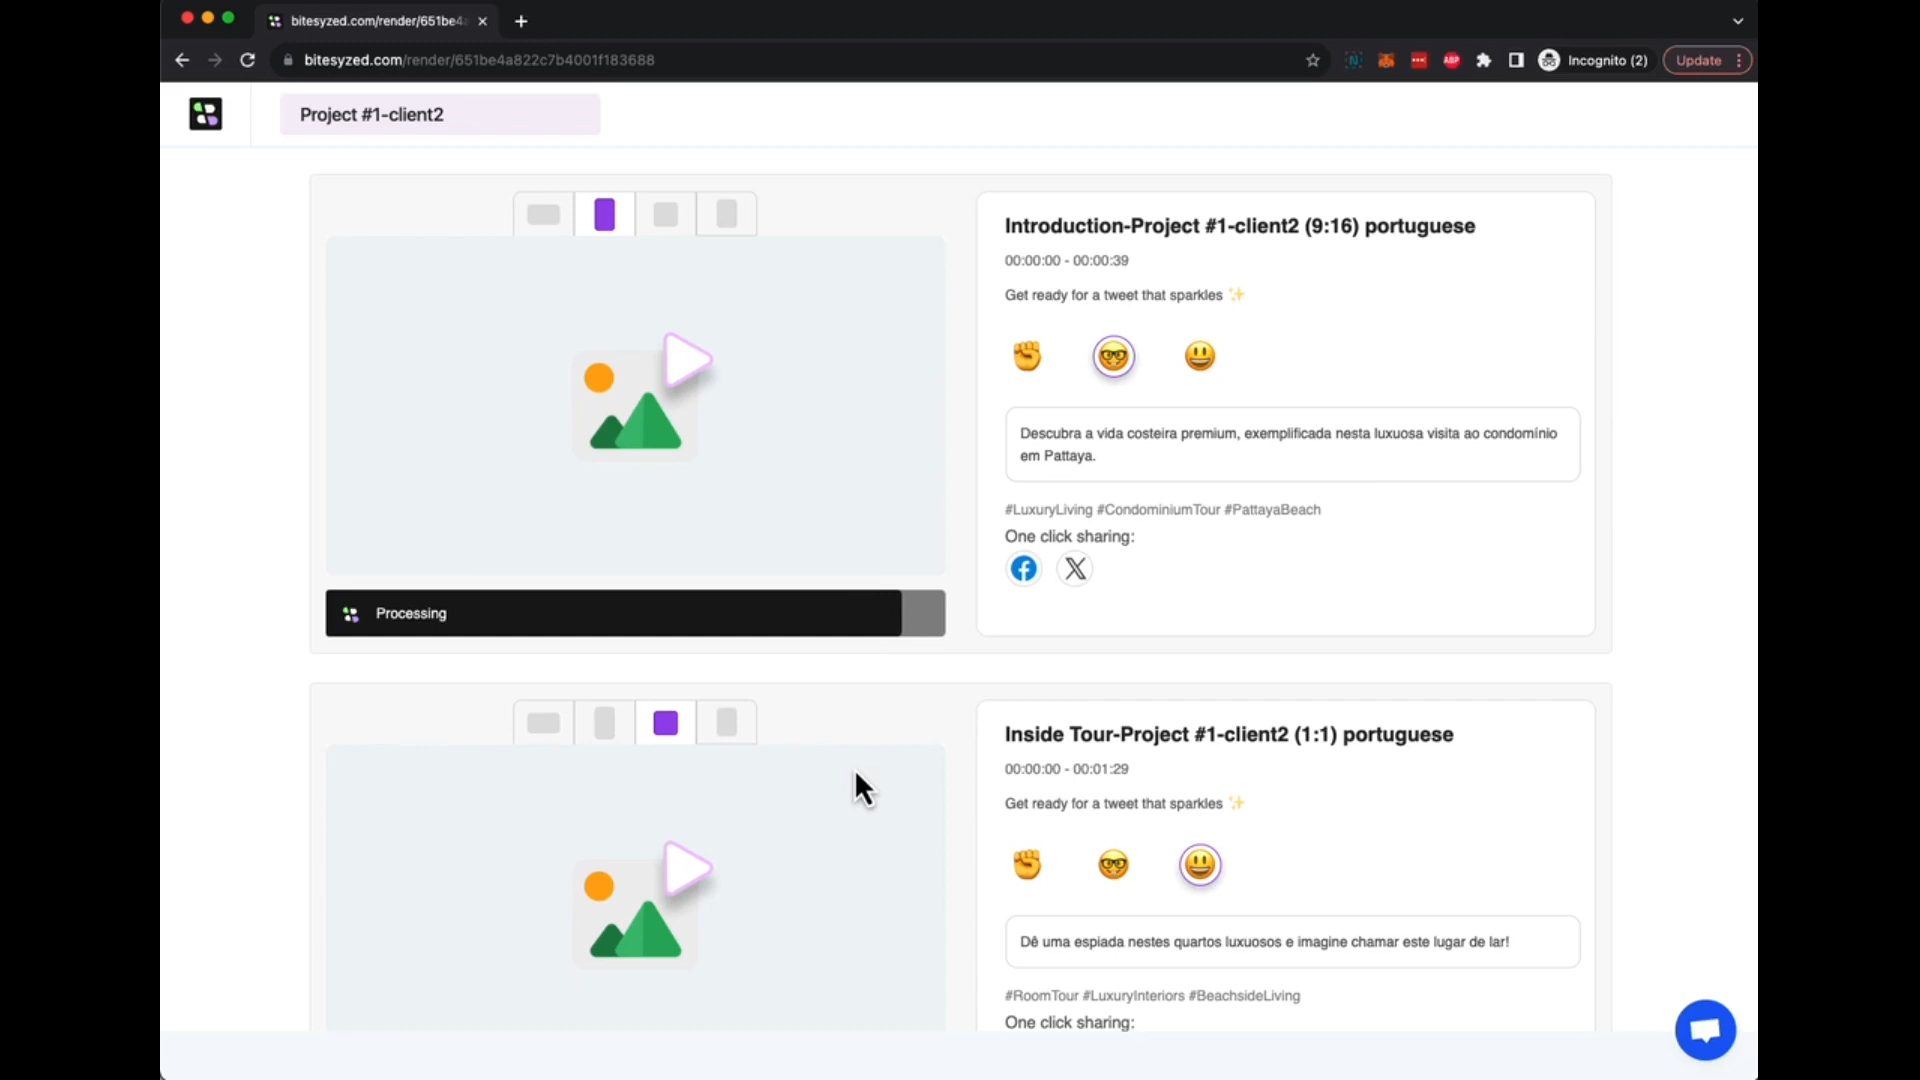 bitesyzed.com/render/651be4a
bitesyzed.com/render/651be4a822c7b4001f183688
ABP
Incognito (2)
Update
Project #1-client2
Introduction-Project #1-client2 (9:16) portuguese
00:00:00 - 00:00:39
Get ready for a tweet that sparkles ✨
Descubra a vida costeira premium, exemplificada nesta luxuosa visita ao condomínio
em Pattaya.
#LuxuryLiving #CondominiumTour #PattayaBeach
One click sharing:
Processing
Inside Tour-Project #1-client2 (1:1) portuguese
00:00:00 - 00:01:29
Get ready for a tweet that sparkles ✨
Dê uma espiada nestes quartos luxuosos e imagine chamar este lugar de lar!
#RoomTour #LuxuryInteriors #BeachsideLiving
One click sharing: